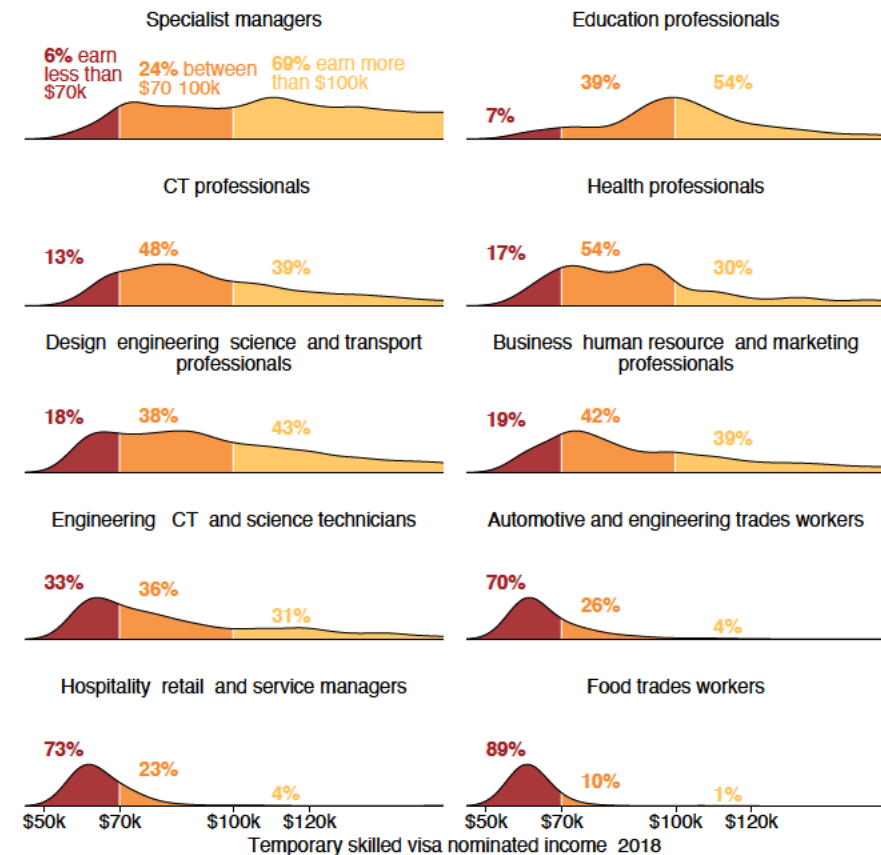 Specialist managers
6% earn
less than
$70k
24% between
$70 100k
69% earn more
than $100k
Education professionals
7%
39%
54%
CT professionals
13%
48%
39%
Health professionals
17%
54%
30%
Design engineering science and transport
professionals
18%
38%
43%
Business human resource and marketing
professionals
19%
42%
39%
Engineering CT and science technicians
33%
36%
31%
Automotive and engineering trades workers
70%
26%
4%
Hospitality retail and service managers
73%
23%
4%
Food trades workers
89%
10%
1%
$50k $70k $100k $120k
$50k $70k $100k $120k
Temporary skilled visa nominated income 2018